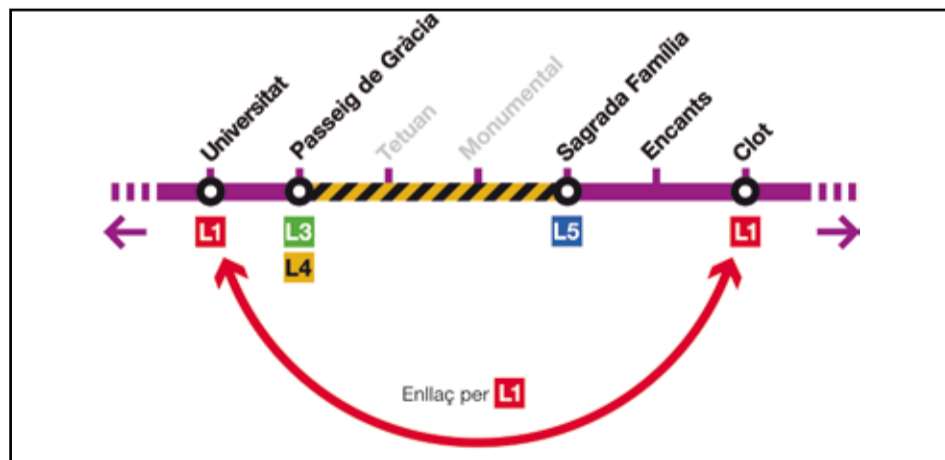 Universitat
Passeig de Gràcia
Tetuan
Monumental
Sagrada Família
Encants
Clot
L1
L3
L5
L1
L4
Enllaç per L1